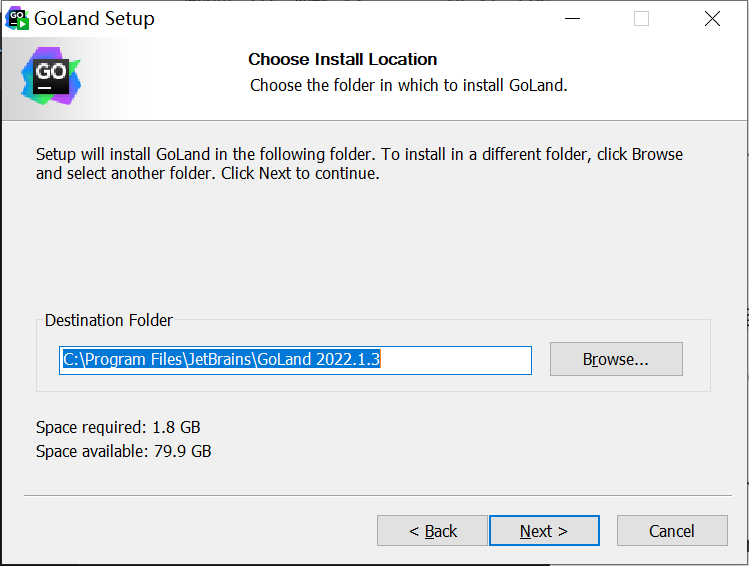 GoLand Setup
GO
Choose Install Location
Choose the folder in which to install GoLand.
Setup will install GoLand in the following folder. To install in a different folder, click Browse
and select another folder. Click Next to continue.
Destination Folder
C:\Program Files\JetBrains\GoLand 2022.1.3
Browse...
Space required: 1.8 GB
Space available: 79.9 GB
< Back
Next >
Cancel